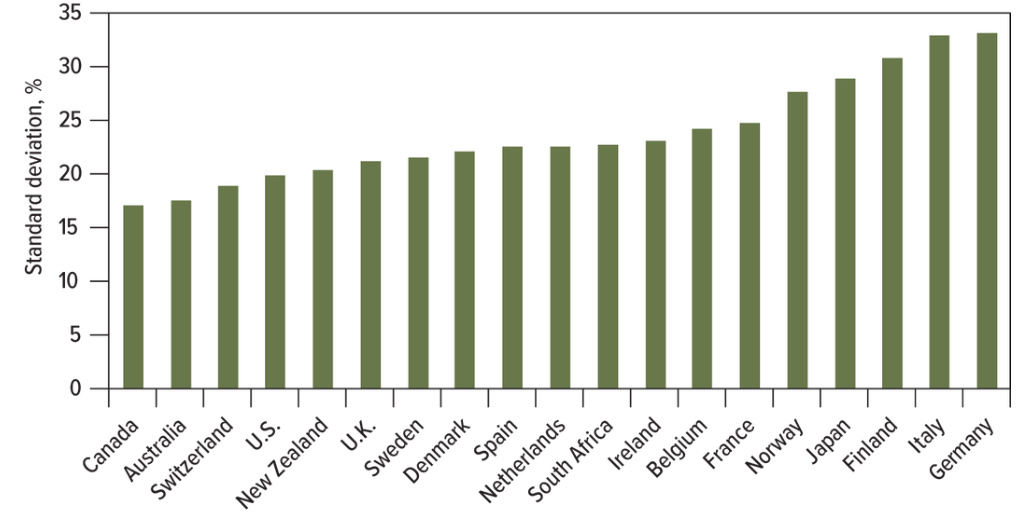 Standard deviation, %
35
30
25
20
15
10
5
0
Canada
Australia
Switzerland
U.S.
New Zealand
U.K.
Sweden
Denmark
Spain
Netherlands
South Africa
Ireland
Belgium
France
Norway
Japan
Finland
Italy
Germany